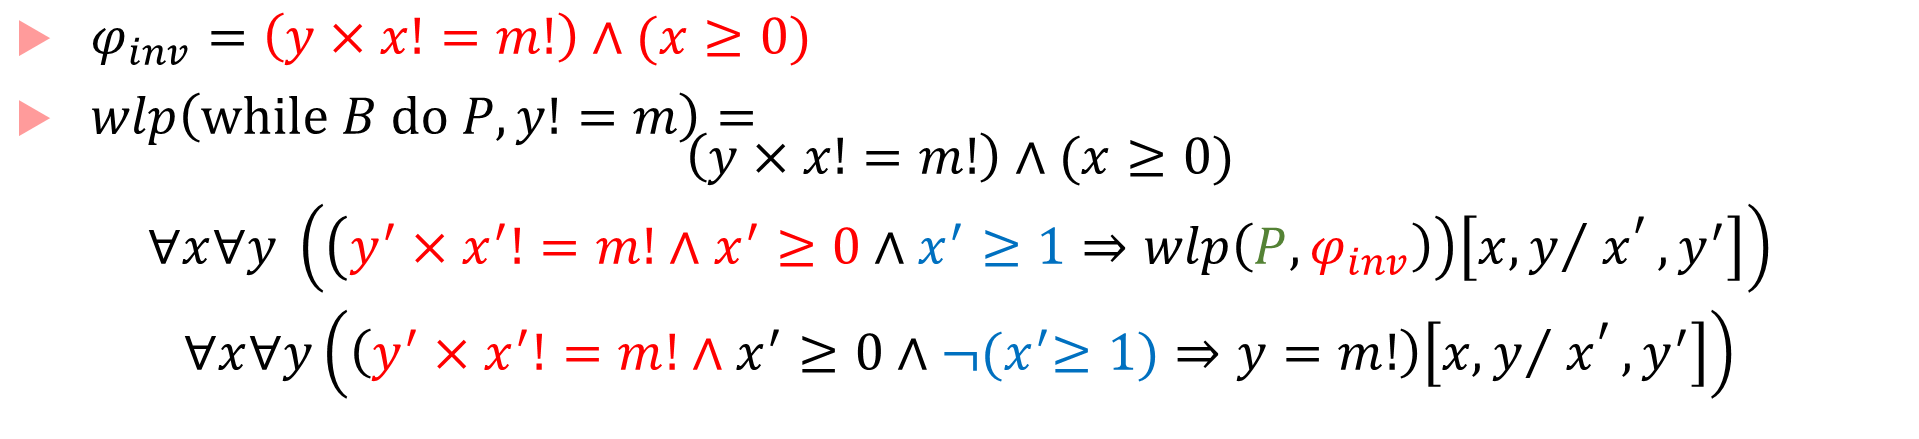 φ_inv = (y × x! = m!) ∧ (x ≥ 0)
wlp(while B do P, y! = m) =
(y × x! = m!) ∧ (x ≥ 0)
∀x∀y ((y′ × x′! = m! ∧ x′ ≥ 0 ∧ x′ ≥ 1 ⇒ wlp(P, φ_inv))[x, y/ x′, y′])
∀x∀y((y′ × x′! = m! ∧ x′ ≥ 0 ∧ ¬(x′≥ 1) ⇒ y = m!)[x, y/ x′, y′])